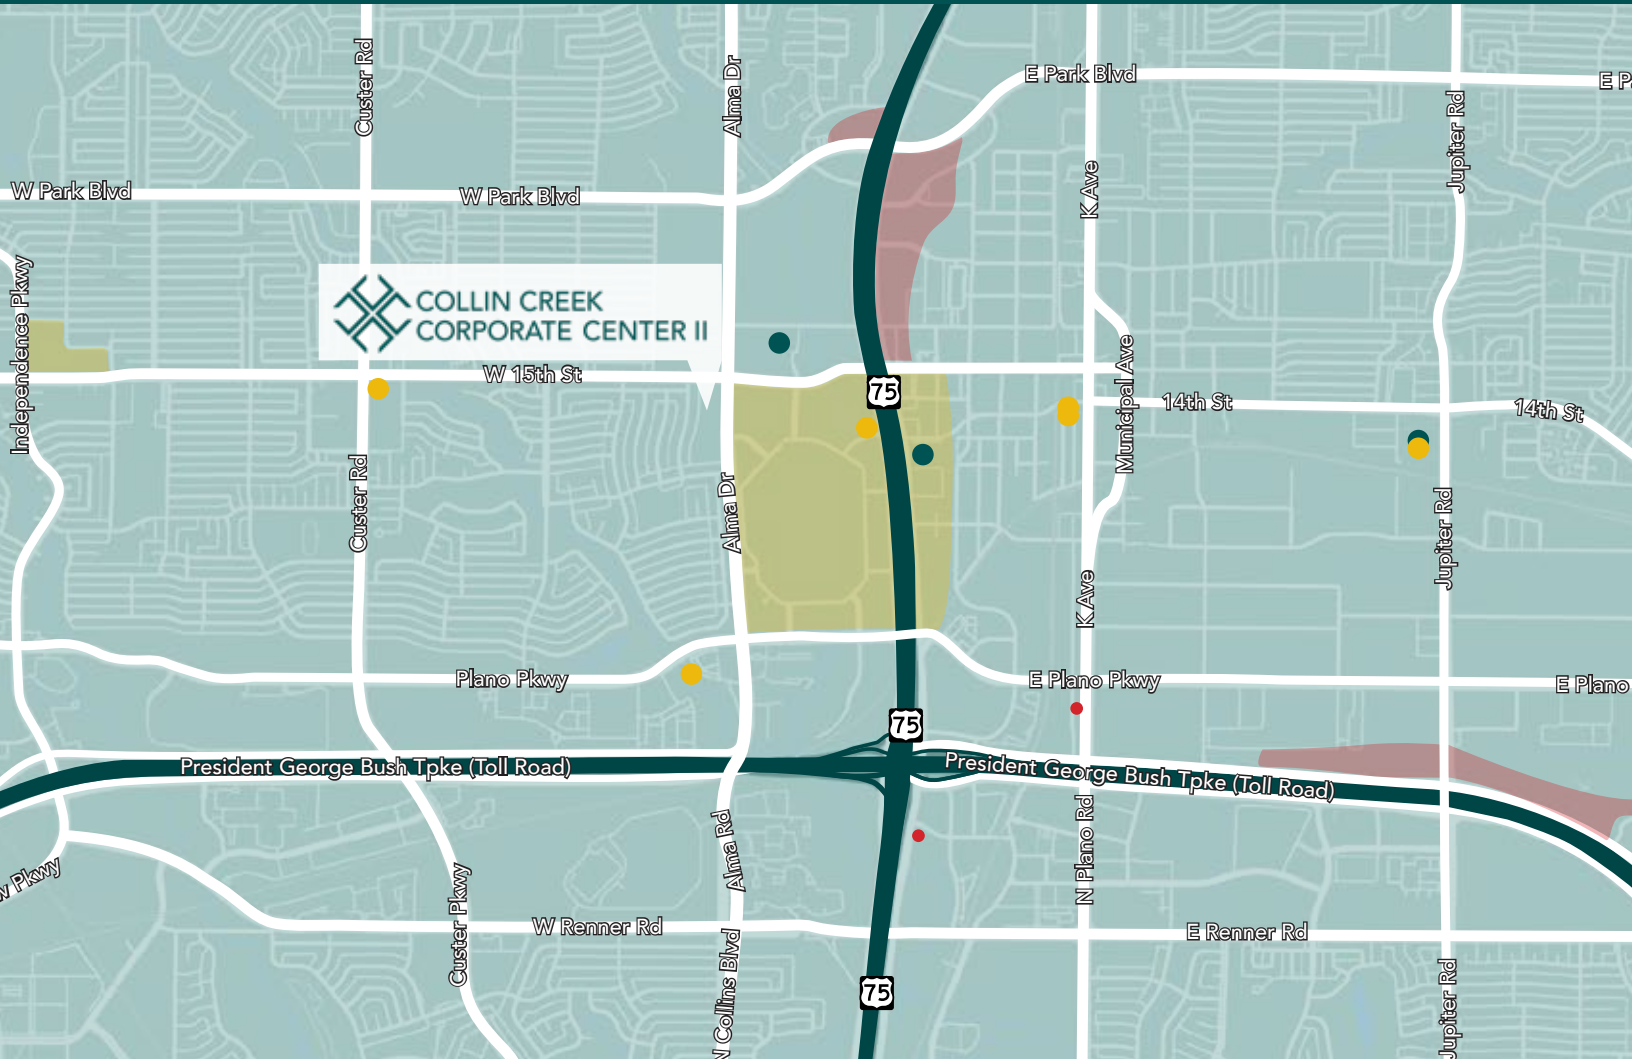 Custer Rd
Alma Dr
E Park Blvd
E P
Jupiter Rd
W Park Blvd
W Park Blvd
K Ave
Independence Pkwy
COLLIN CREEK
CORPORATE CENTER II
W 15th St
75
Municipal Ave
14th St
14th St
Custer Rd
Alma Dr
Jupiter Rd
K Ave
Plano Pkwy
E Plano Pkwy
E Plano
75
President George Bush Tpke (Toll Road)
President George Bush Tpke (Toll Road)
Alma Rd
N Plano Rd
w Pkwy
Custer Pkwy
W Renner Rd
E Renner Rd
N Collins Blvd
75
Jupiter Rd